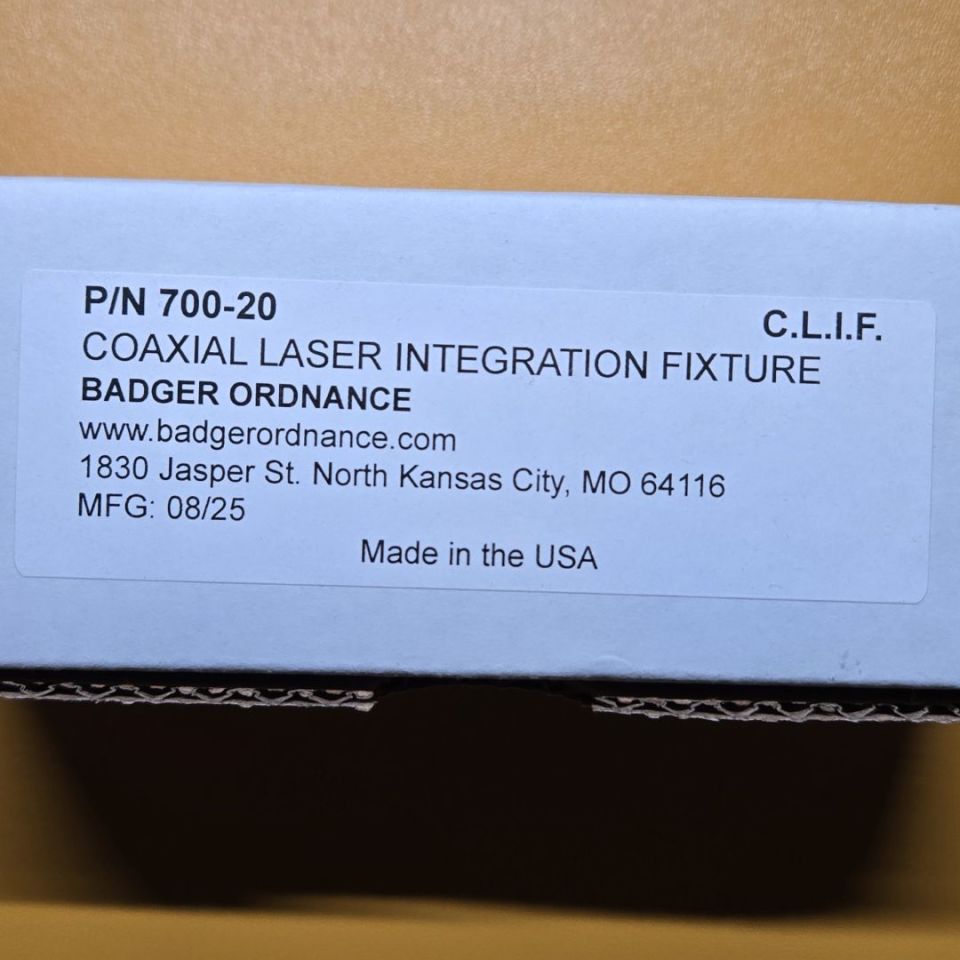 P/N 700-20 C.L.I.F.
COAXIAL LASER INTEGRATION FIXTURE
BADGER ORDNANCE
www.badgerordnance.com
1830 Jasper St. North Kansas City, MO 64116
MFG: 08/25
Made in the USA